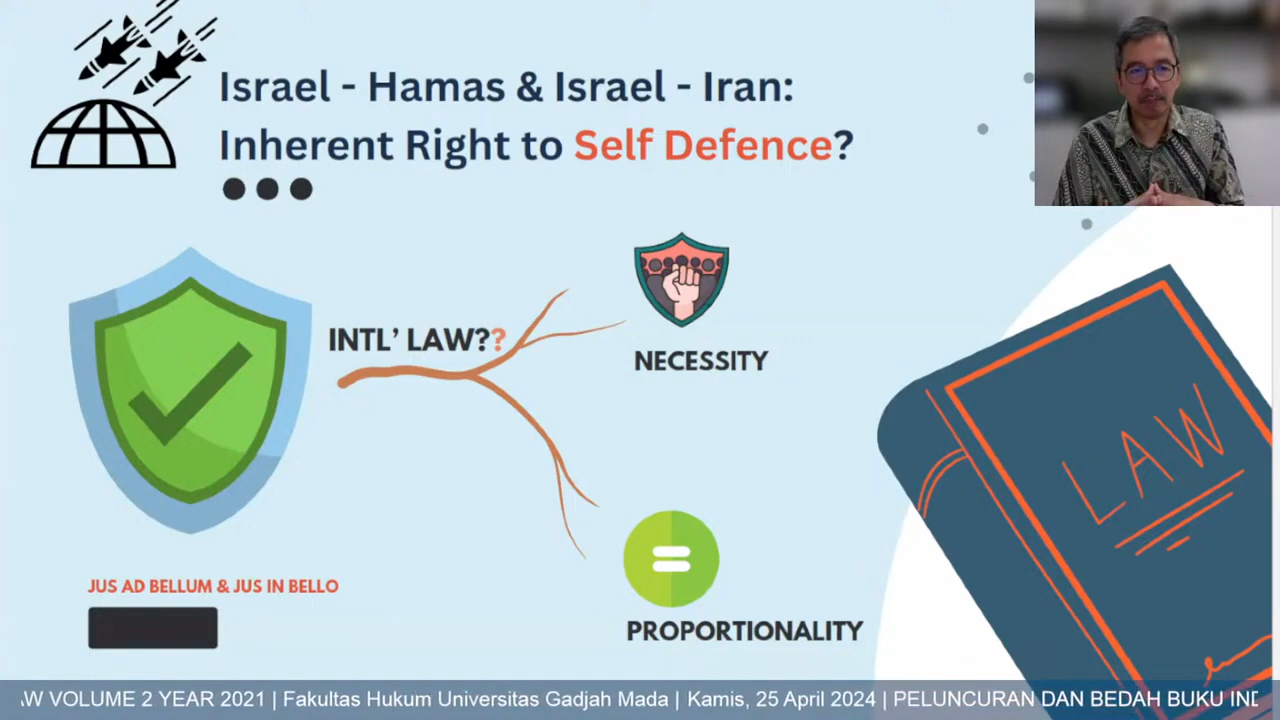 Israel - Hamas & Israel - Iran:
Inherent Right to Self Defence?
INTL' LAW??
NECESSITY
LAW
JUS AD BELLUM & JUS IN BELLO
PROPORTIONALITY
VOLUME 2 YEAR 2021 | Fakultas Hukum Universitas Gadjah Mada | Kamis, 25 April 2024 | PELUNCURAN DAN BEDAH BUKU